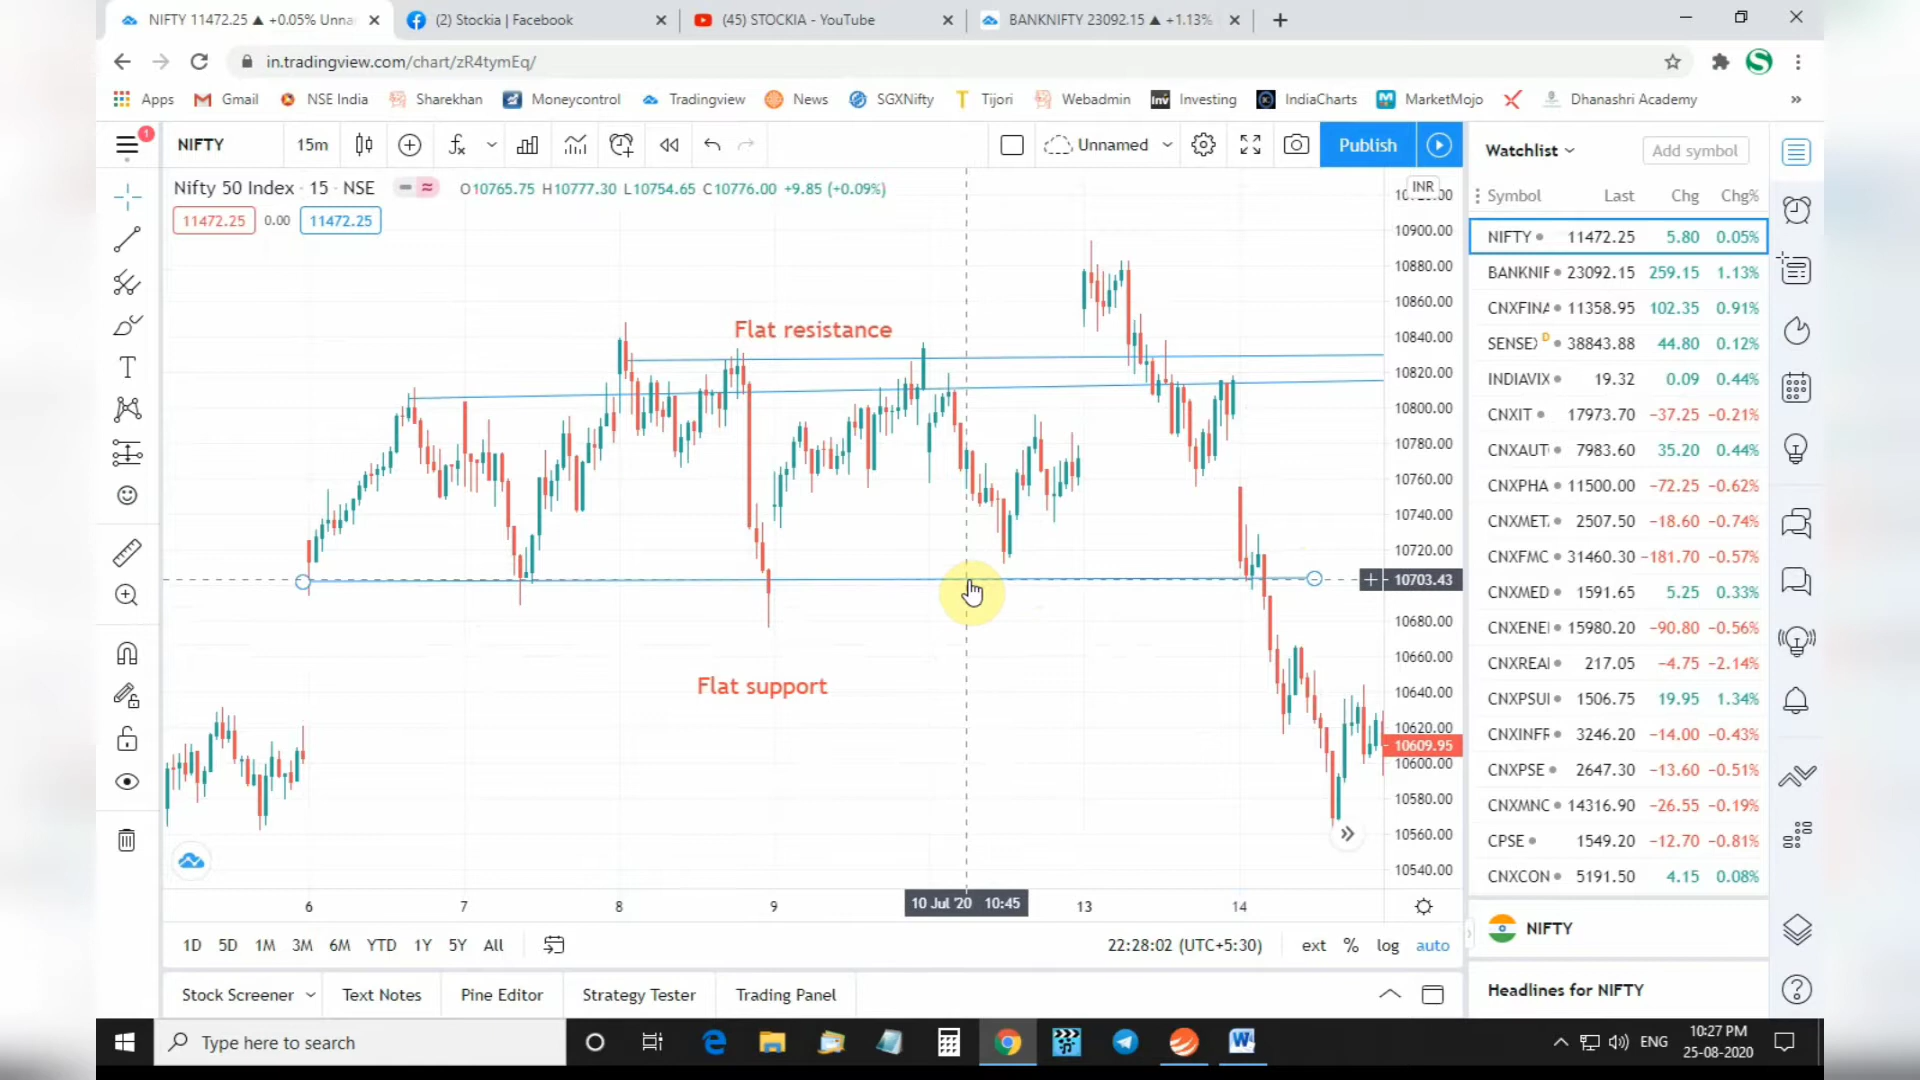 NIFTY 11472.25 ▲ +0.05% Unna
(2) Stockia | Facebook
(45) STOCKIA - YouTube
BANKNIFTY 23092.15 ▲ +1.13%
in.tradingview.com/chart/zR4tymEq/
Apps Gmail NSE India Sharekhan Moneycontrol Tradingview News SGXNifty Tijori Webadmin Investing IndiaCharts MarketMojo Dhanashri Academy »
1 NIFTY 15m Unnamed Publish
Watchlist Add symbol
Nifty 50 Index · 15 · NSE O10765.75 H10777.30 L10754.65 C10776.00 +9.85 (+0.09%)
11472.25 0.00 11472.25
INR
10900.00
10880.00
10860.00
10840.00
10820.00
10800.00
10780.00
10760.00
10740.00
10720.00
10703.43
10680.00
10660.00
10640.00
10620.00
10609.95
10600.00
10580.00
10560.00
10540.00
Flat resistance
Flat support
6 7 8 9 10 Jul '20 10:45 13 14
1D 5D 1M 3M 6M YTD 1Y 5Y All
22:28:02 (UTC+5:30) ext % log auto
Stock Screener Text Notes Pine Editor Strategy Tester Trading Panel
Symbol Last Chg Chg%
NIFTY 11472.25 5.80 0.05%
BANKNIF 23092.15 259.15 1.13%
CNXFINA 11358.95 102.35 0.91%
SENSEX D 38843.88 44.80 0.12%
INDIAVIX 19.32 0.09 0.44%
CNXIT 17973.70 −37.25 −0.21%
CNXAUT 7983.60 35.20 0.44%
CNXPHA 11500.00 −72.25 −0.62%
CNXMET 2507.50 −18.60 −0.74%
CNXFMC 31460.30 −181.70 −0.57%
CNXMED 1591.65 5.25 0.33%
CNXENE 15980.20 −90.80 −0.56%
CNXREA 217.05 −4.75 −2.14%
CNXPSU 1506.75 19.95 1.34%
CNXINFR 3246.20 −14.00 −0.43%
CNXPSE 2647.30 −13.60 −0.51%
CNXMNC 14316.90 −26.55 −0.19%
CPSE 1549.20 −12.70 −0.81%
CNXCON 5191.50 4.15 0.08%
NIFTY
Headlines for NIFTY
Type here to search
ENG
10:27 PM
25-08-2020